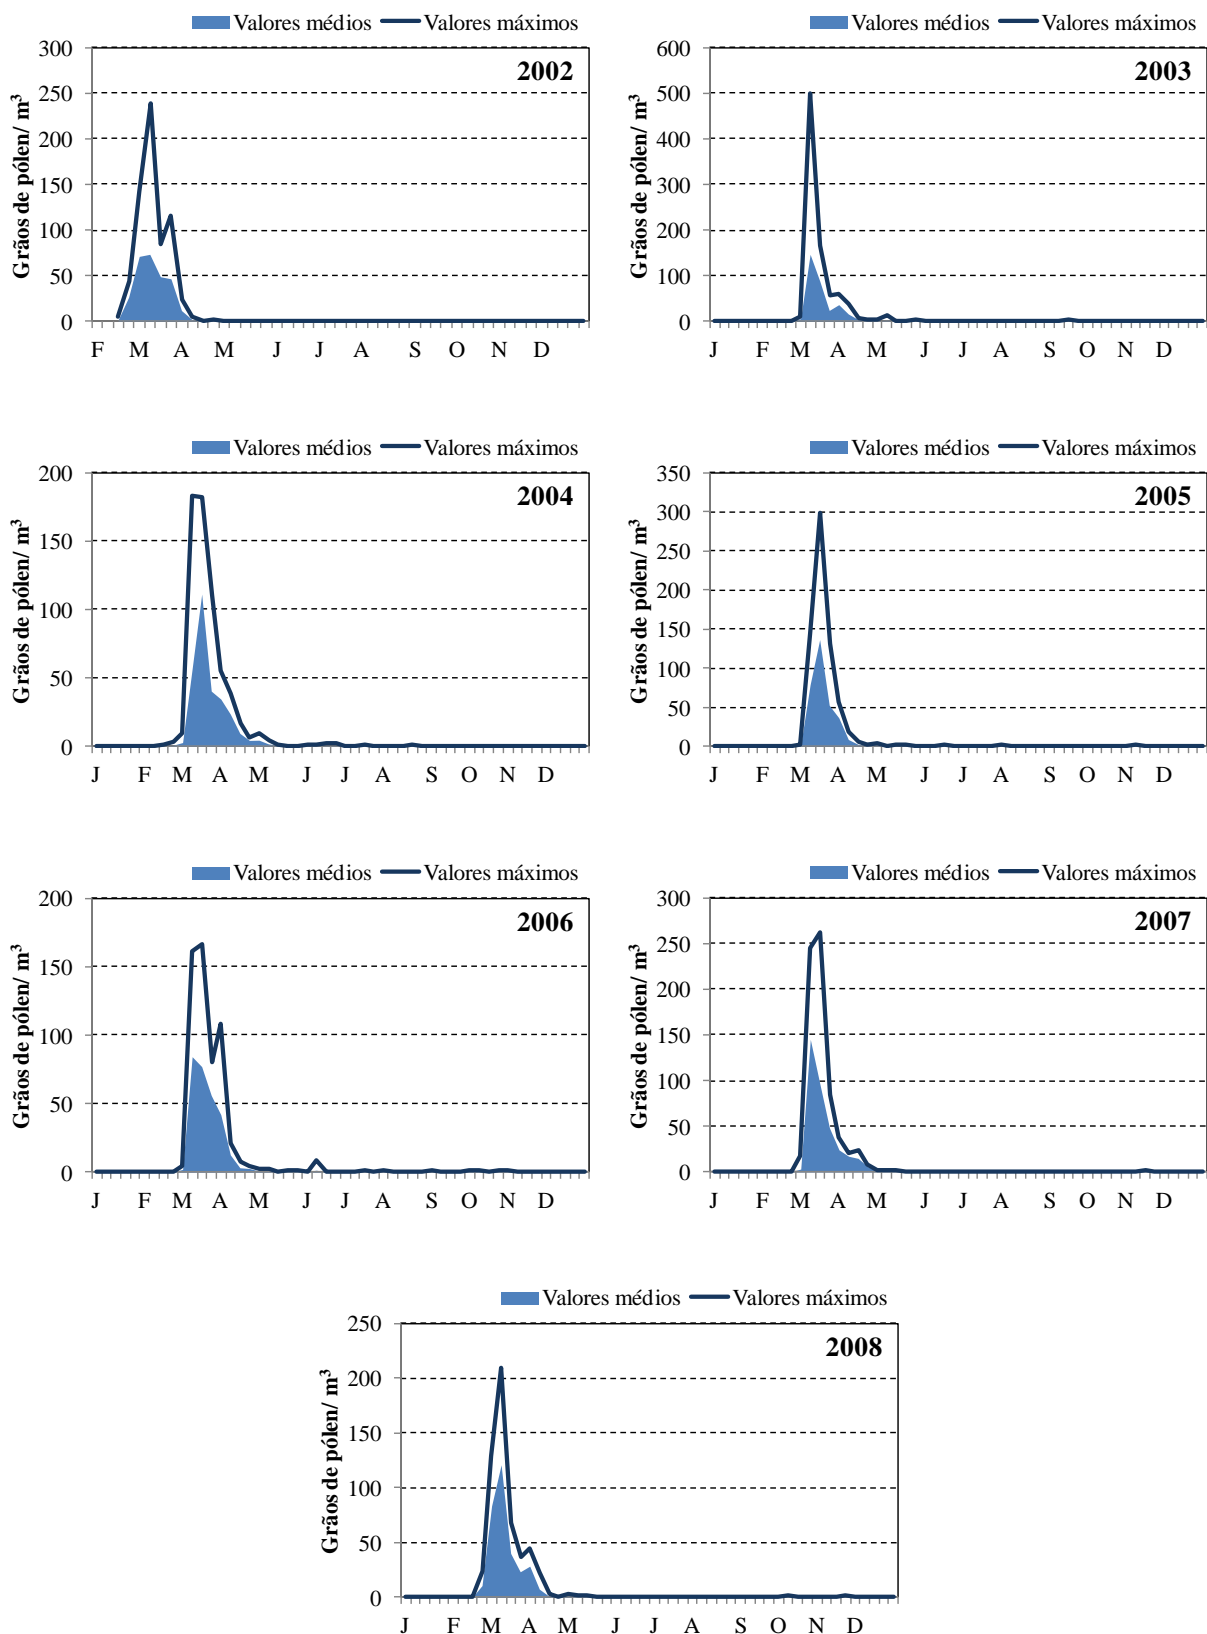 Valores médios Valores máximos
Valores médios Valores máximos
2002
300
250
200
150
100
50
0
Grãos de pólen/ m³
F M A M J J A S O N D
2003
600
500
400
300
200
100
0
Grãos de pólen/ m³
J F M A M J J A S O N D
Valores médios Valores máximos
Valores médios Valores máximos
2004
200
150
100
50
0
Grãos de pólen/ m³
J F M A M J J A S O N D
2005
350
300
250
200
150
100
50
0
Grãos de pólen/ m³
J F M A M J J A S O N D
Valores médios Valores máximos
Valores médios Valores máximos
2006
200
150
100
50
0
Grãos de pólen/ m³
J F M A M J J A S O N D
2007
300
250
200
150
100
50
0
Grãos de pólen/ m³
J F M A M J J A S O N D
Valores médios Valores máximos
2008
250
200
150
100
50
0
Grãos de pólen/ m³
J F M A M J J A S O N D